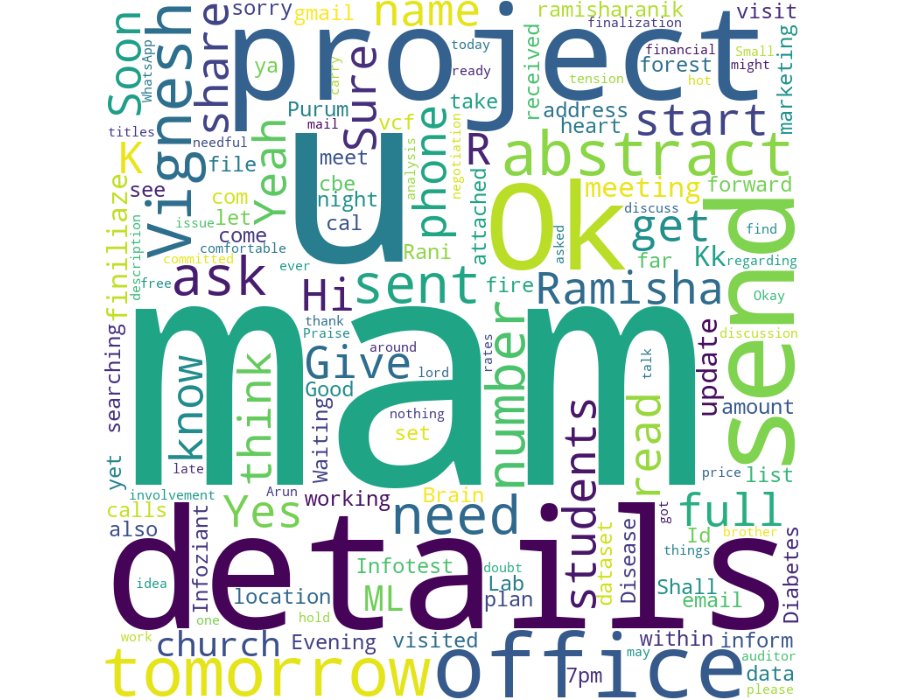 sorry
gmail
name
ramisharanik
visit
Soon
WhatsApp
Vignesh
share
project
finalization
today
ready
carry
ya
sure
received
financial
forest
tension
hot
Small
might
marketing
titles
needful
K
file
Yeah
Purum
mail
vcf
take
address
heart
start
meet
u
phone
analysis
negotiation
R
abstract
see
cbe
night
cal
Ok
meeting
forward
finiliaze
com
let
issue
come
comfortable
description
committed
free
ever
Rani
attached
asked
discuss
get
far
Kk
find
regarding
send
ask
Hi
sent
fire
Ramisha
Okay
thank
Praise
around
discussion
searching
know
think
Give
lord
Good
rates
number
talk
update
mam
Waiting
nothing
set
students
read
amount
yet
late
price
list
involvement
Arun
working
Brain
calls
also
Yes
need
got
full
Infoziant
details
Id
brother
things
dataset
Disease
Diabetes
idea
Infotest
doubt
Lab
location
ML
plan
Shall
email
one
hold
work
church
Evening
visited
within
inform
may
auditor
tomorrow
office
7pm
data
please